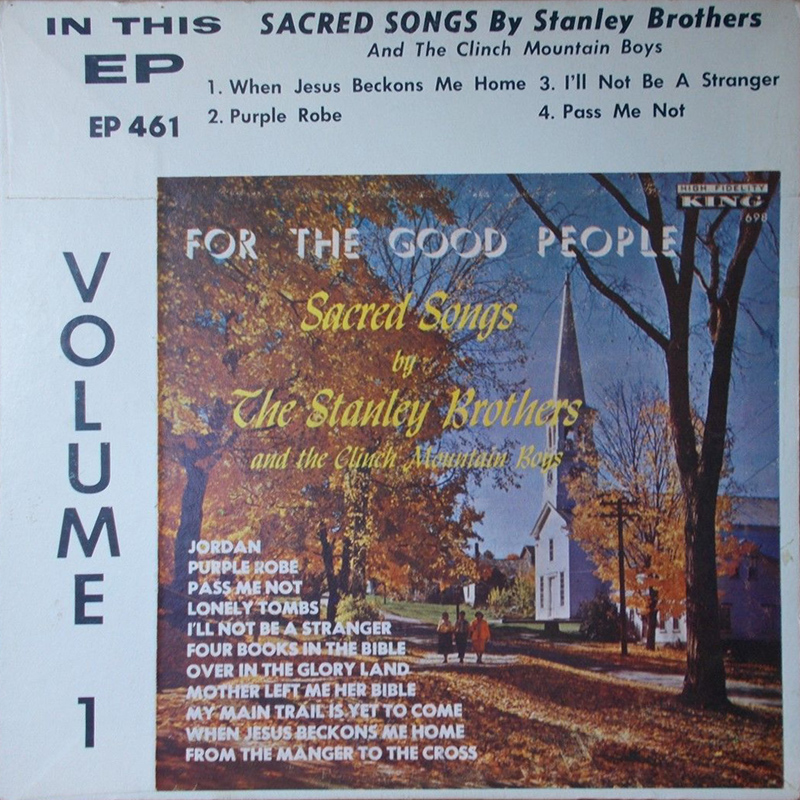 IN THIS
EP
EP 461
SACRED SONGS By Stanley Brothers
And The Clinch Mountain Boys
1. When Jesus Beckons Me Home
2. Purple Robe
3. I'll Not Be A Stranger
4. Pass Me Not
VOLUME
1
HIGH FIDELITY
KING
698
FOR THE GOOD PEOPLE
Sacred Songs
by
The Stanley Brothers
and the Clinch Mountain Boys
JORDAN
PURPLE ROBE
PASS ME NOT
LONELY TOMBS
I'LL NOT BE A STRANGER
FOUR BOOKS IN THE BIBLE
OVER IN THE GLORY LAND
MOTHER LEFT ME HER BIBLE
MY MAIN TRAIL IS YET TO COME
WHEN JESUS BECKONS ME HOME
FROM THE MANGER TO THE CROSS